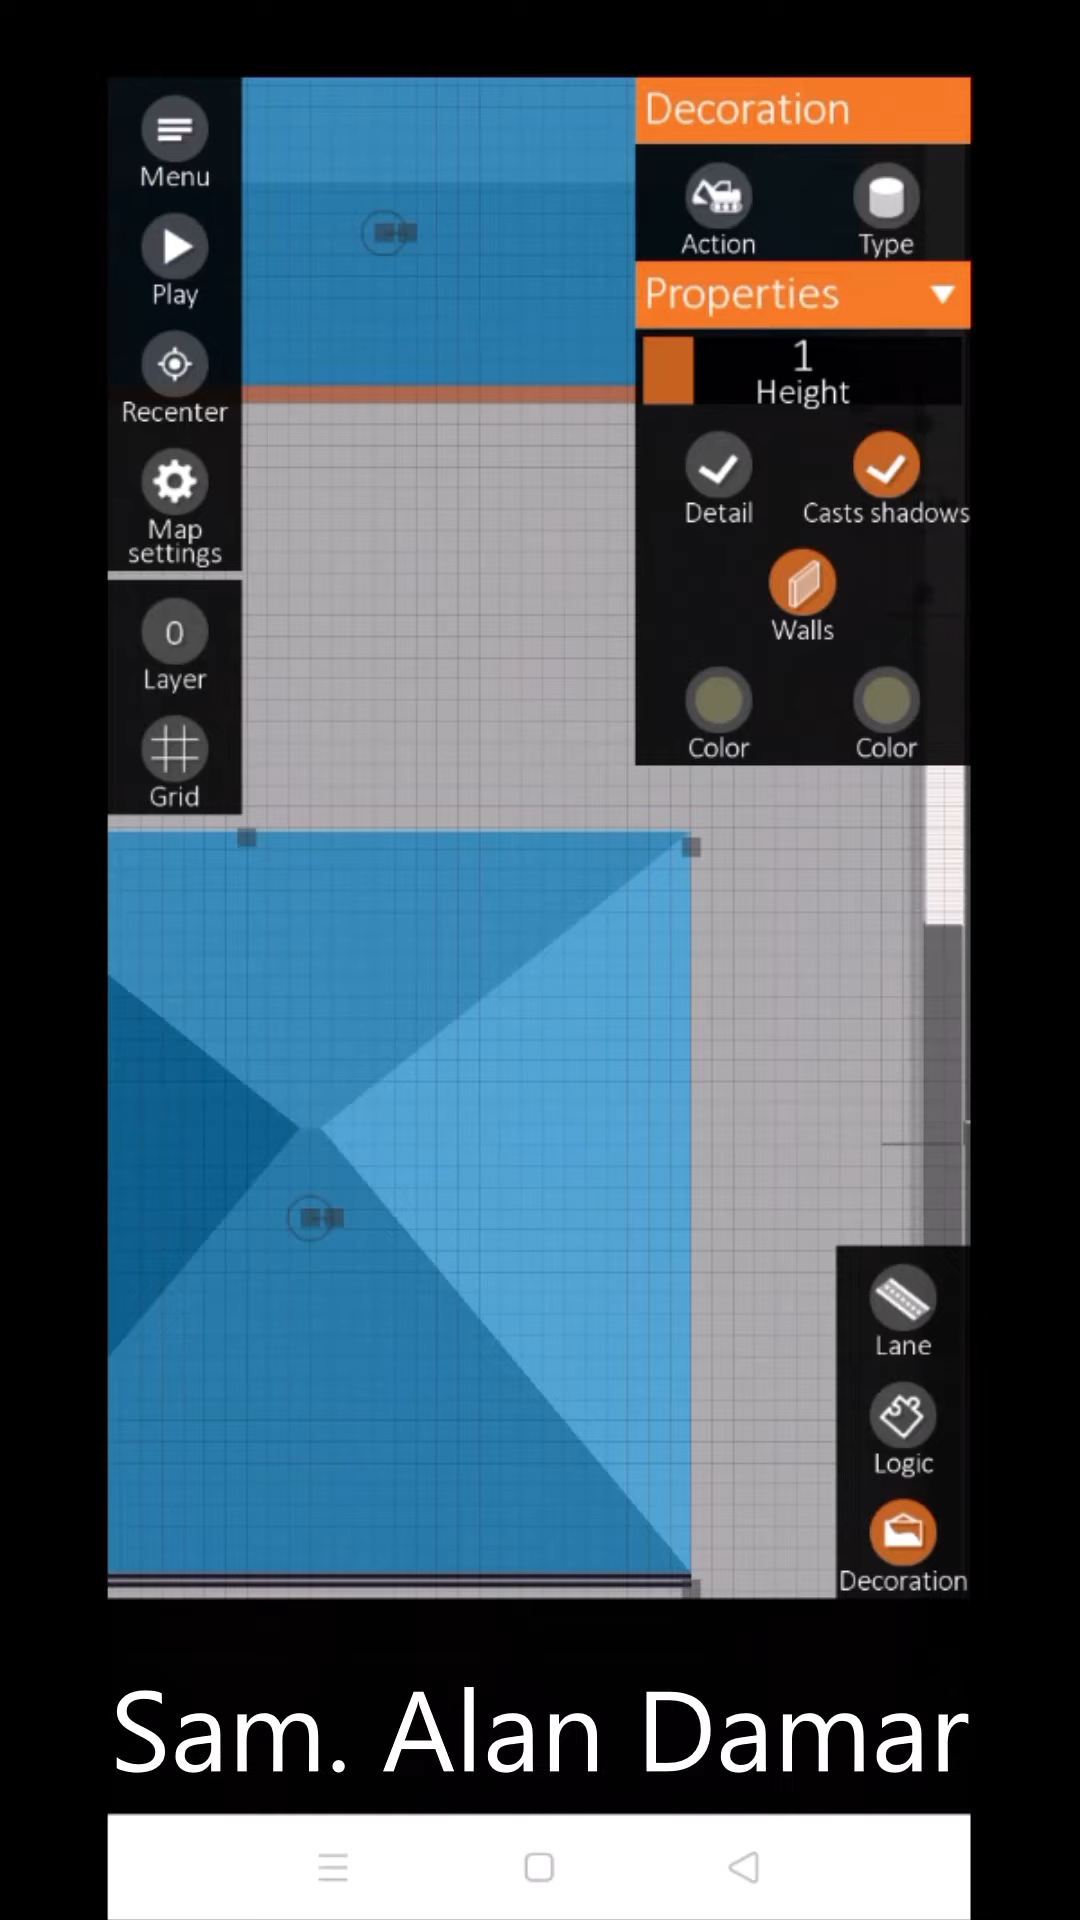 Menu
Play
Recenter
Map
settings
0
Layer
Grid
Decoration
Action
Type
Properties
1
Height
Detail
Casts shadows
Walls
Color
Color
Lane
Logic
Decoration
Sam. Alan Damar